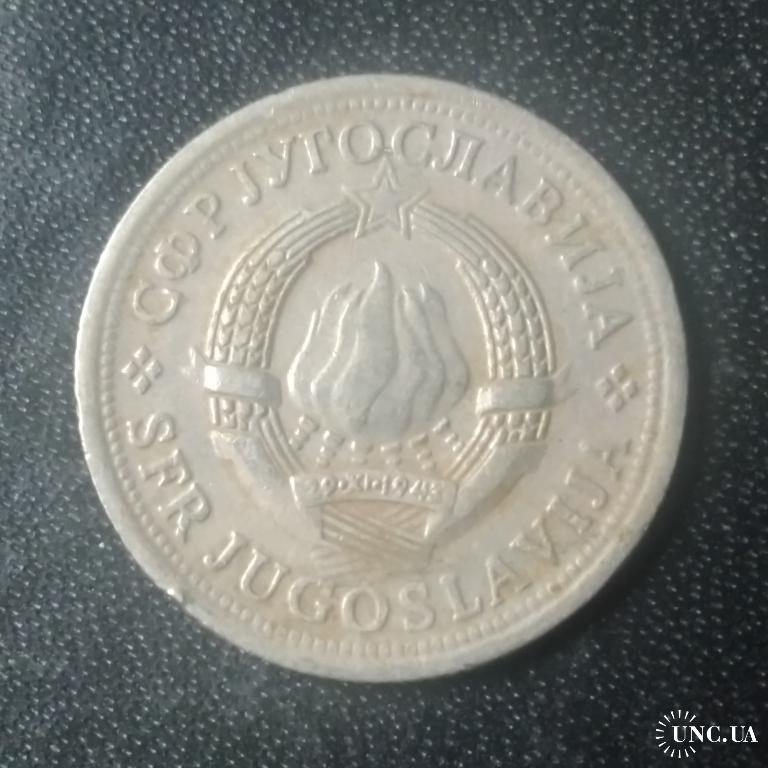 СФР ЈУГОСЛАВИЈА
29·XI·1943
SFR JUGOSLAVIJA
UNC.UA